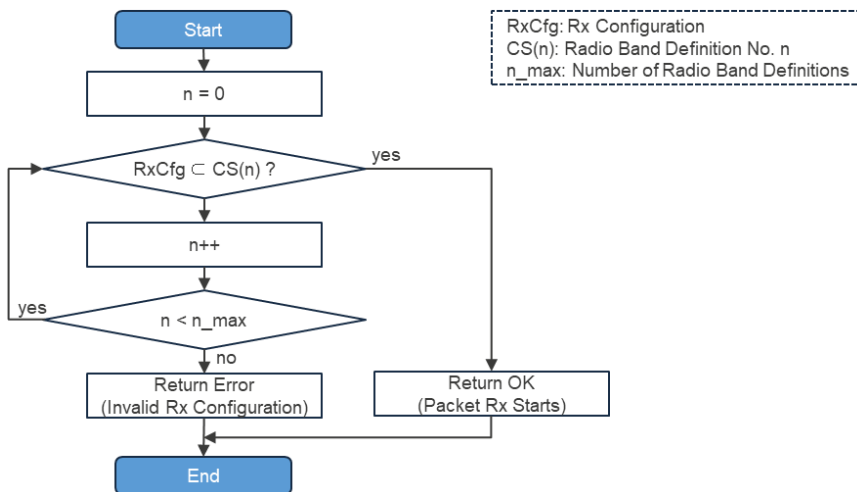 Start
RxCfg: Rx Configuration
CS(n): Radio Band Definition No. n
n_max: Number of Radio Band Definitions
n = 0
RxCfg ⊂ CS(n) ?
yes
n++
yes
n < n_max
no
Return Error
(Invalid Rx Configuration)
Return OK
(Packet Rx Starts)
End